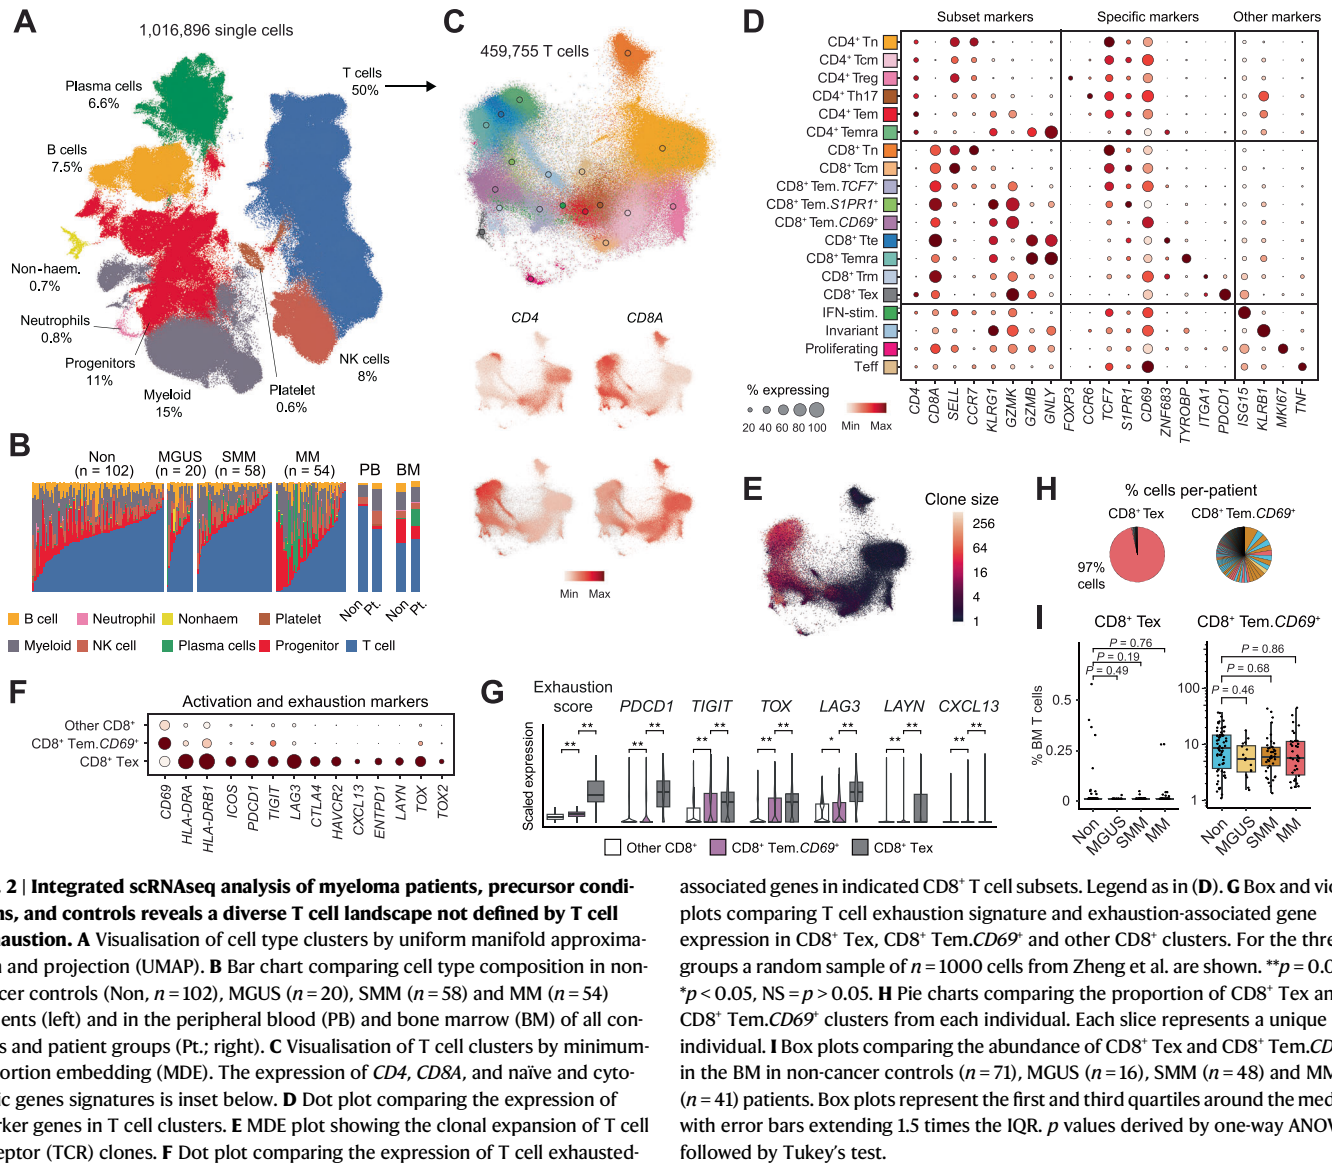 A
1,016,896 single cells
Plasma cells
6.6%
T cells
50%
B cells
7.5%
Non-haem.
0.7%
Neutrophils
0.8%
Progenitors
11%
Myeloid
15%
Platelet
0.6%
NK cells
8%
B
Non
(n = 102)
MGUS
(n = 20)
SMM
(n = 58)
MM
(n = 54)
PB
BM
Non
Pt.
Non
Pt.
B cell
Neutrophil
Nonhaem
Platelet
Myeloid
NK cell
Plasma cells
Progenitor
T cell
C
459,755 T cells
CD4
CD8A
Min Max
D
Subset markers
Specific markers
Other markers
CD4⁺ Tn
CD4⁺ Tcm
CD4⁺ Treg
CD4⁺ Th17
CD4⁺ Tem
CD4⁺ Temra
CD8⁺ Tn
CD8⁺ Tcm
CD8⁺ Tem.TCF7⁺
CD8⁺ Tem.S1PR1⁺
CD8⁺ Tem.CD69⁺
CD8⁺ Tte
CD8⁺ Temra
CD8⁺ Trm
CD8⁺ Tex
IFN-stim.
Invariant
Proliferating
Teff
% expressing
20 40 60 80 100
Min Max
CD4
CD8A
SELL
CCR7
KLRG1
GZMK
GZMB
GNLY
FOXP3
CCR6
TCF7
S1PR1
CD69
ZNF683
TYROBP
ITGA1
PDCD1
ISG15
KLRB1
MKI67
TNF
E
Clone size
256
64
16
4
1
F
Activation and exhaustion markers
Other CD8⁺
CD8⁺ Tem.CD69⁺
CD8⁺ Tex
CD69
HLA-DRA
HLA-DRB1
ICOS
PDCD1
TIGIT
LAG3
CTLA4
HAVCR2
CXCL13
ENTPD1
LAYN
TOX
TOX2
G
Scaled expression
Exhaustion
score
PDCD1
TIGIT
TOX
LAG3
LAYN
CXCL13
** **
** **
** **
** **
* **
** **
** **
Other CD8⁺
CD8⁺ Tem.CD69⁺
CD8⁺ Tex
H
% cells per-patient
CD8⁺ Tex
CD8⁺ Tem.CD69⁺
97%
cells
I
CD8⁺ Tex
CD8⁺ Tem.CD69⁺
% BM T cells
P = 0.76
P = 0.19
P = 0.49
0.5
0.25
0
Non
MGUS
SMM
MM
P = 0.86
P = 0.68
P = 0.46
100
10
1
Non
MGUS
SMM
MM
. 2 | Integrated scRNAseq analysis of myeloma patients, precursor condi-
ns, and controls reveals a diverse T cell landscape not defined by T cell
haustion. A Visualisation of cell type clusters by uniform manifold approxima-
n and projection (UMAP). B Bar chart comparing cell type composition in non-
cer controls (Non, n = 102), MGUS (n = 20), SMM (n = 58) and MM (n = 54)
ents (left) and in the peripheral blood (PB) and bone marrow (BM) of all con-
s and patient groups (Pt.; right). C Visualisation of T cell clusters by minimum-
ortion embedding (MDE). The expression of CD4, CD8A, and naïve and cyto-
ic genes signatures is inset below. D Dot plot comparing the expression of
rker genes in T cell clusters. E MDE plot showing the clonal expansion of T cell
eptor (TCR) clones. F Dot plot comparing the expression of T cell exhausted-
associated genes in indicated CD8⁺ T cell subsets. Legend as in (D). G Box and vio
plots comparing T cell exhaustion signature and exhaustion-associated gene
expression in CD8⁺ Tex, CD8⁺ Tem.CD69⁺ and other CD8⁺ clusters. For the thre
groups a random sample of n = 1000 cells from Zheng et al. are shown. **p = 0.0
*p < 0.05, NS = p > 0.05. H Pie charts comparing the proportion of CD8⁺ Tex an
CD8⁺ Tem.CD69⁺ clusters from each individual. Each slice represents a unique
individual. I Box plots comparing the abundance of CD8⁺ Tex and CD8⁺ Tem.CD
in the BM in non-cancer controls (n = 71), MGUS (n = 16), SMM (n = 48) and MM
(n = 41) patients. Box plots represent the first and third quartiles around the med
with error bars extending 1.5 times the IQR. p values derived by one-way ANOV
followed by Tukey's test.